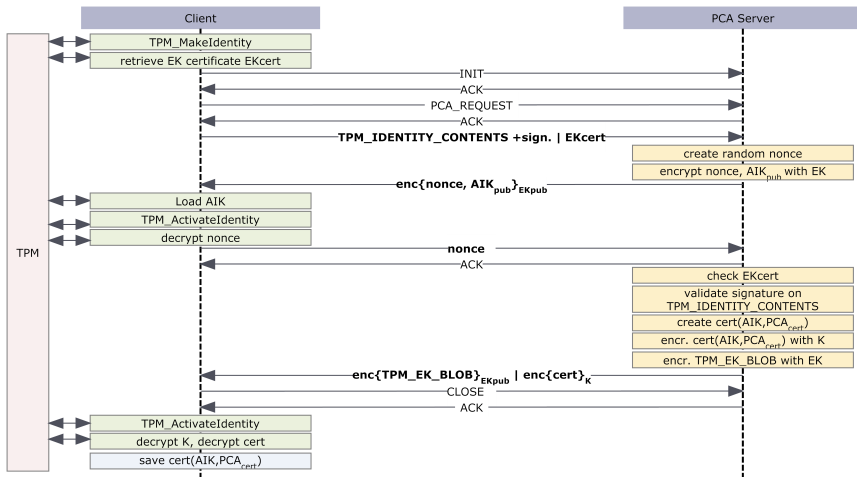 Client
PCA Server
TPM_MakeIdentity
retrieve EK certificate EKcert
INIT
ACK
PCA_REQUEST
ACK
TPM_IDENTITY_CONTENTS +sign. | EKcert
create random nonce
encrypt nonce, AIKpub with EK
enc{nonce, AIKpub}EKpub
Load AIK
TPM_ActivateIdentity
decrypt nonce
TPM
nonce
ACK
check EKcert
validate signature on
TPM_IDENTITY_CONTENTS
create cert(AIK,PCAcert)
encr. cert(AIK,PCAcert) with K
encr. TPM_EK_BLOB with EK
enc{TPM_EK_BLOB}EKpub | enc{cert}K
CLOSE
ACK
TPM_ActivateIdentity
decrypt K, decrypt cert
save cert(AIK,PCAcert)